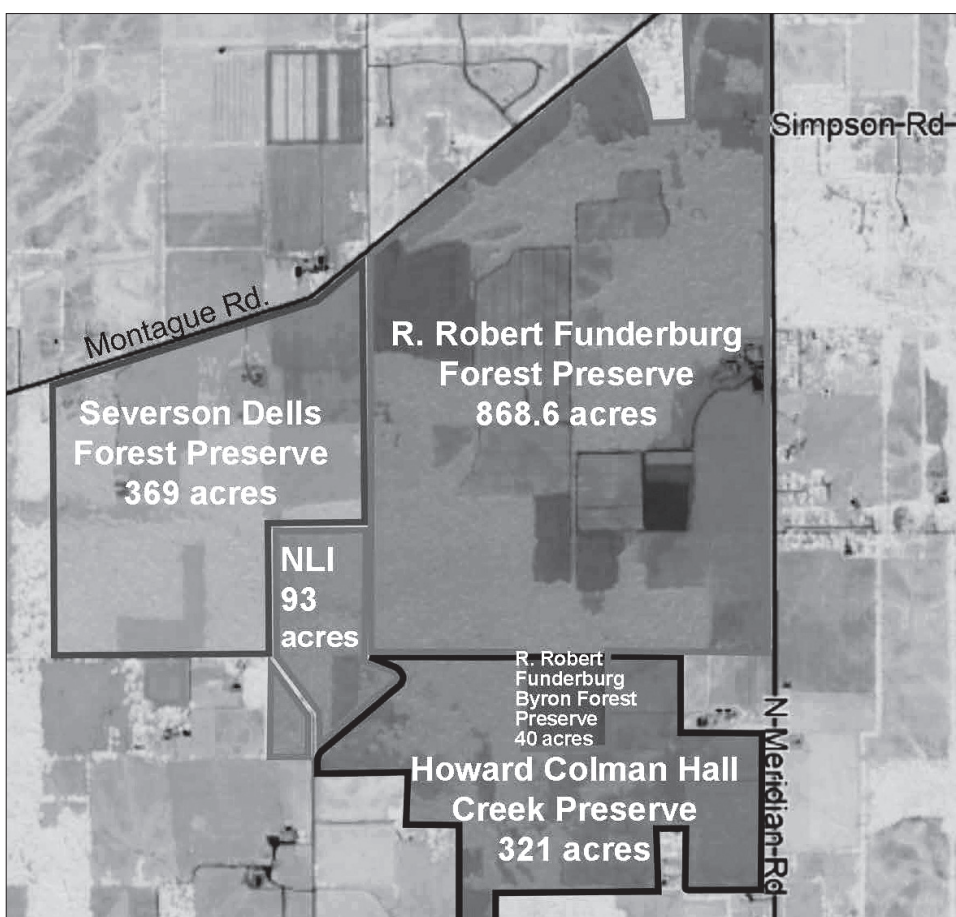 Simpson Rd
Montague Rd.
R. Robert Funderburg
Forest Preserve
868.6 acres
Severson Dells
Forest Preserve
369 acres
NLI
93
acres
R. Robert
Funderburg
Byron Forest
Preserve
40 acres
N Meridian Rd
Howard Colman Hall
Creek Preserve
321 acres